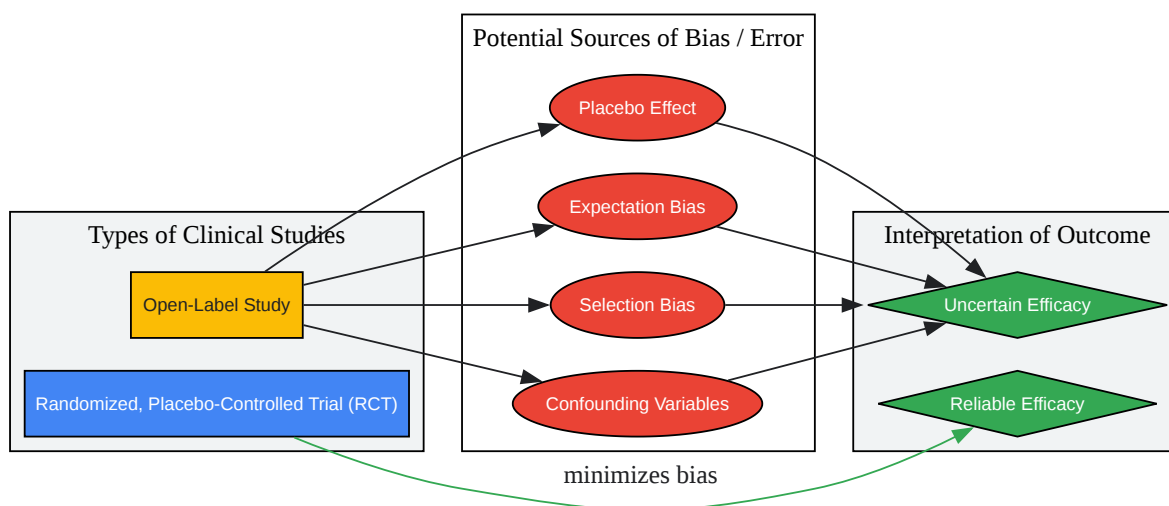 Potential Sources of Bias / Error
Placebo Effect
Expectation Bias
Selection Bias
Confounding Variables
Types of Clinical Studies
Open-Label Study
Randomized, Placebo-Controlled Trial (RCT)
Interpretation of Outcome
Uncertain Efficacy
Reliable Efficacy
minimizes bias